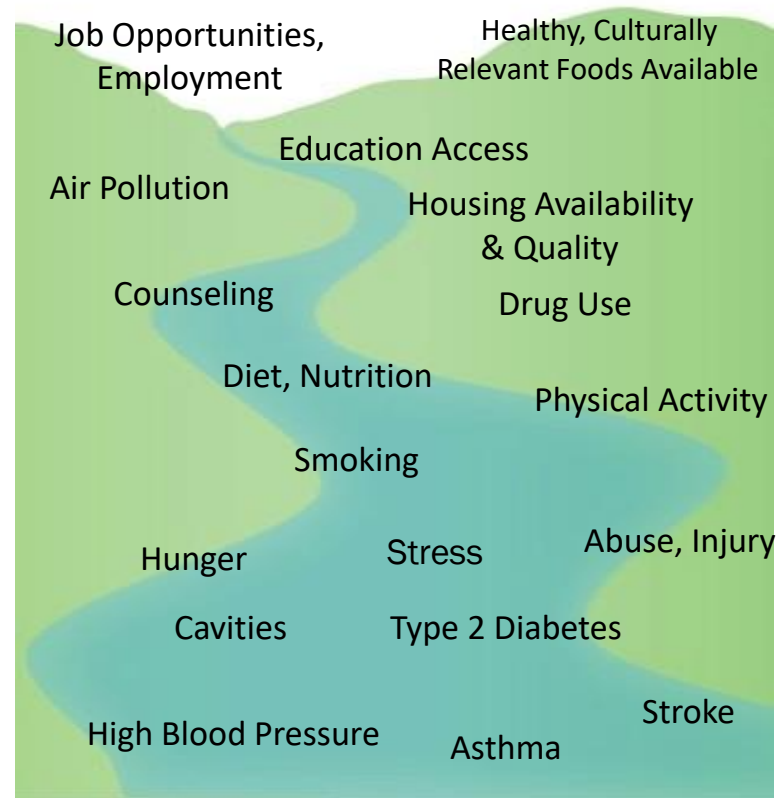 Job Opportunities,
Employment
Healthy, Culturally
Relevant Foods Available
Education Access
Air Pollution
Housing Availability
& Quality
Counseling
Drug Use
Diet, Nutrition
Physical Activity
Smoking
Hunger
Stress
Abuse, Injury
Cavities
Type 2 Diabetes
Stroke
High Blood Pressure
Asthma